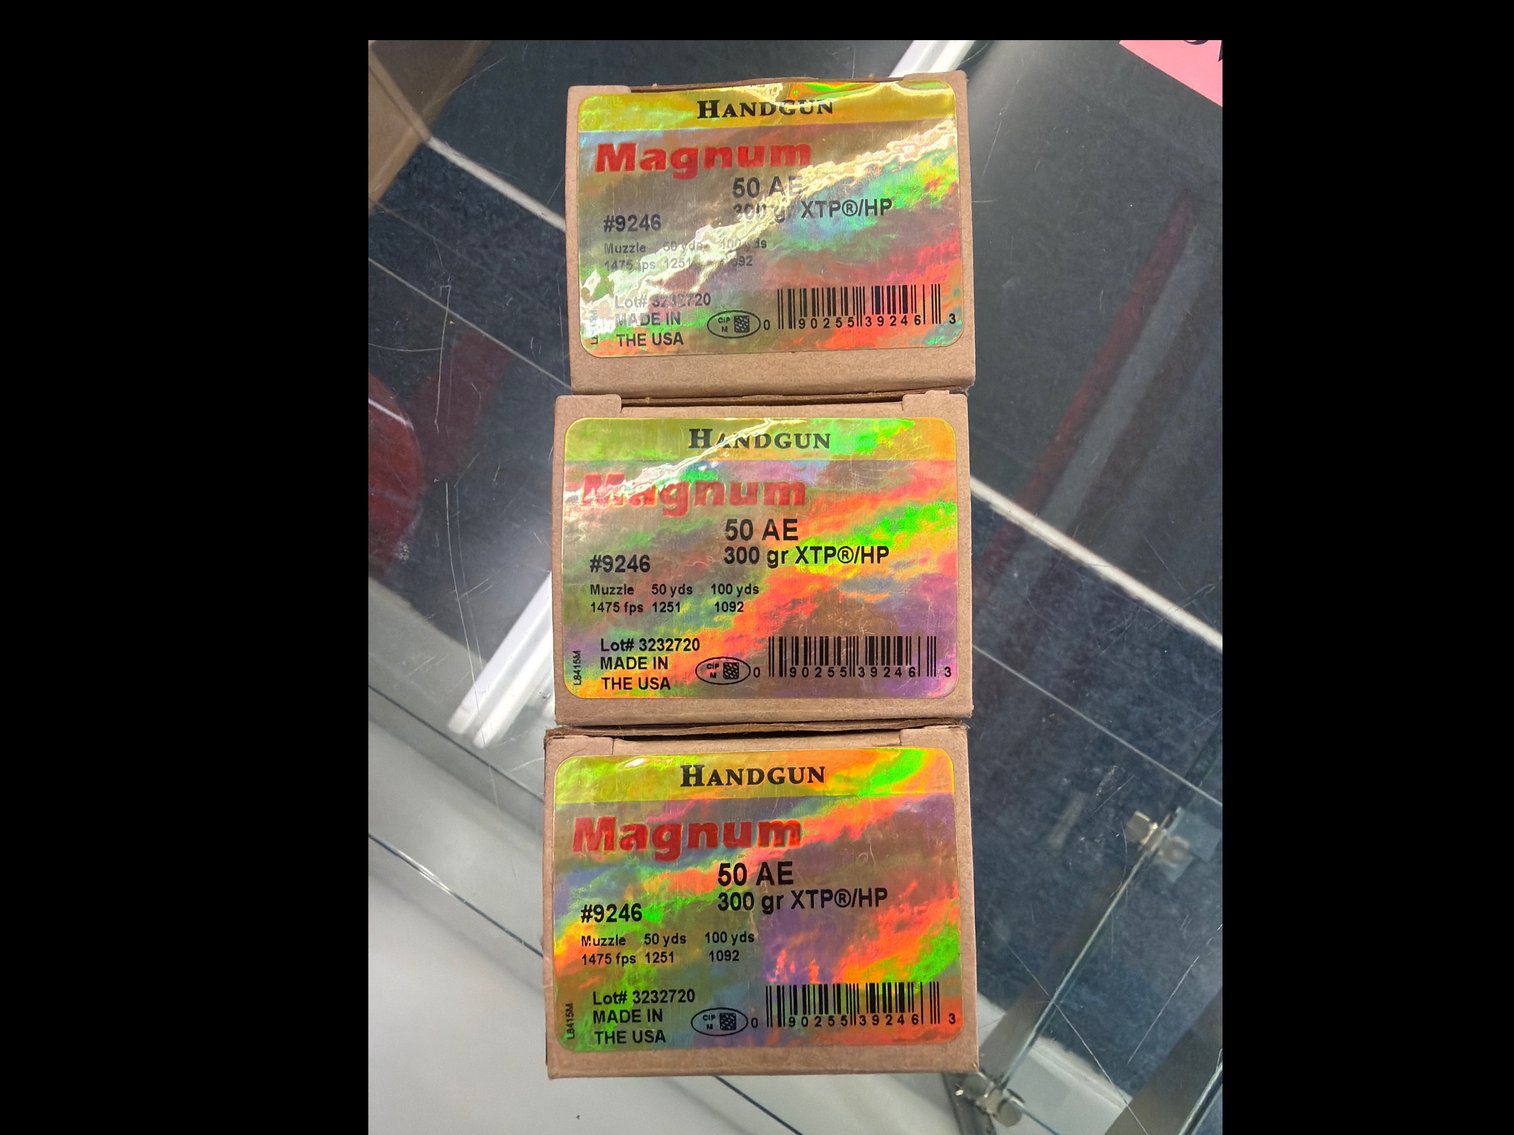 HANDGUN
Magnum
50 AE
300 gr XTP®/HP
#9246
Muzzle 50 yds 100 yds
1475 fps 1251 1092
Lot# 3232720
MADE IN
THE USA
CIP
M
0 90255 39246 3
HANDGUN
Magnum
50 AE
300 gr XTP®/HP
#9246
Muzzle 50 yds 100 yds
1475 fps 1251 1092
Lot# 3232720
MADE IN
THE USA
L6415M
CIP
M
0 90255 39246 3
HANDGUN
Magnum
50 AE
300 gr XTP®/HP
#9246
Muzzle 50 yds 100 yds
1475 fps 1251 1092
Lot# 3232720
MADE IN
THE USA
L6415M
CIP
M
0 90255 39246 3